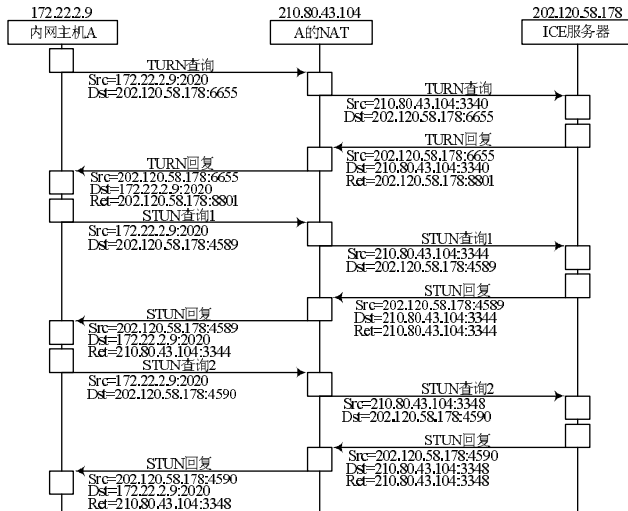 172.22.2.9
210.80.43.104
202.120.58.178
内网主机A
A的NAT
ICE服务器
TURN查询
Src=172.22.2.9:2020
Dst=202.120.58.178:6655
TURN查询
Src=210.80.43.104:3340
Dst=202.120.58.178:6655
TURN回复
Src=202.120.58.178:6655
Dst=210.80.43.104:3340
Ret=202.120.58.178:8801
TURN回复
Src=202.120.58.178:6655
Dst=172.22.2.9:2020
Ret=202.120.58.178:8801
STUN查询1
Src=172.22.2.9:2020
Dst=202.120.58.178:4589
STUN查询1
Src=210.80.43.104:3344
Dst=202.120.58.178:4589
STUN回复
Src=202.120.58.178:4589
Dst=210.80.43.104:3344
Ret=210.80.43.104:3344
STUN回复
Src=202.120.58.178:4589
Dst=172.22.2.9:2020
Ret=210.80.43.104:3344
STUN查询2
Src=172.22.2.9:2020
Dst=202.120.58.178:4590
STUN查询2
Src=210.80.43.104:3348
Dst=202.120.58.178:4590
STUN回复
Src=202.120.58.178:4590
Dst=210.80.43.104:3348
Ret=210.80.43.104:3348
STUN回复
Src=202.120.58.178:4590
Dst=172.22.2.9:2020
Ret=210.80.43.104:3348